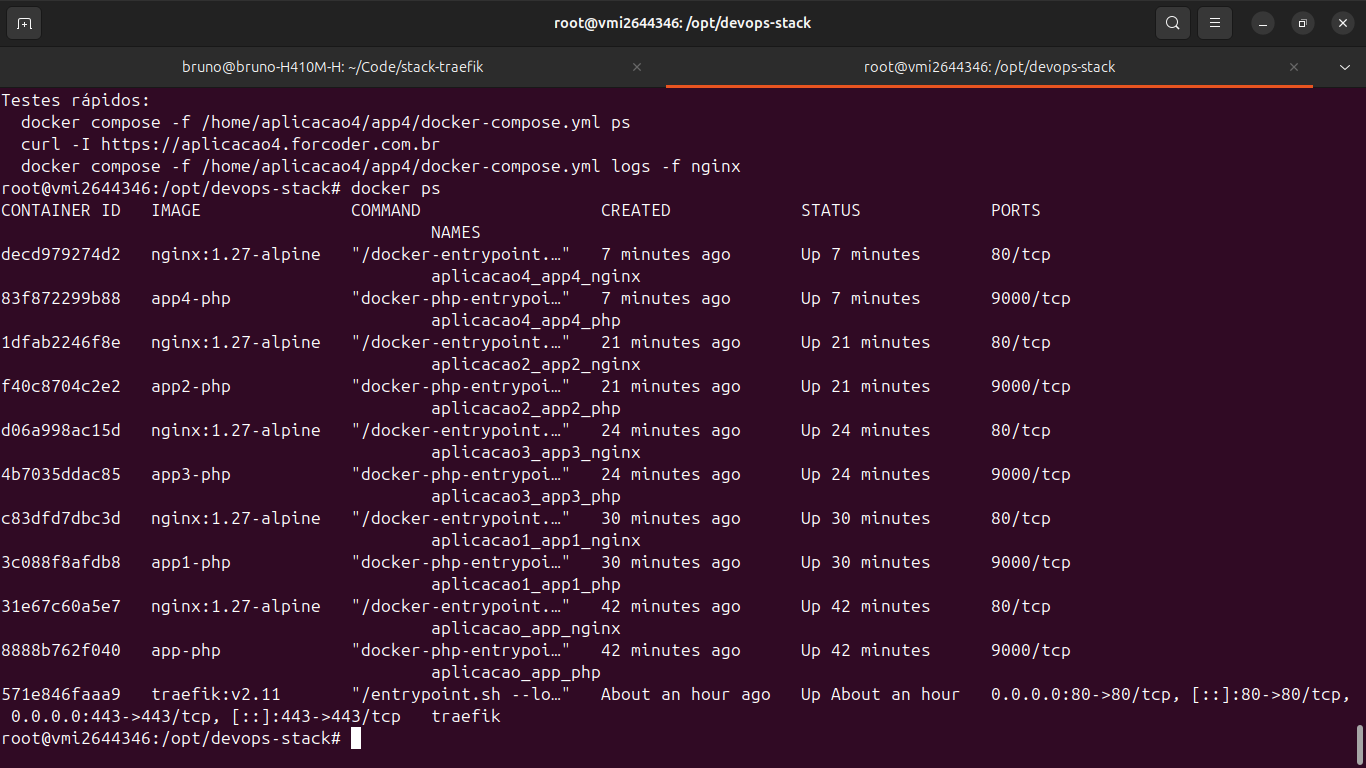 root@vmi2644346: /opt/devops-stack
bruno@bruno-H410M-H: ~/Code/stack-traefik
root@vmi2644346: /opt/devops-stack
Testes rápidos:
  docker compose -f /home/aplicacao4/app4/docker-compose.yml ps
  curl -I https://aplicacao4.forcoder.com.br
  docker compose -f /home/aplicacao4/app4/docker-compose.yml logs -f nginx
root@vmi2644346:/opt/devops-stack# docker ps
CONTAINER ID   IMAGE               COMMAND                  CREATED             STATUS             PORTS
                                           NAMES
decd979274d2   nginx:1.27-alpine   "/docker-entrypoint.…"   7 minutes ago       Up 7 minutes       80/tcp
                                           aplicacao4_app4_nginx
83f872299b88   app4-php            "docker-php-entrypoi…"   7 minutes ago       Up 7 minutes       9000/tcp
                                           aplicacao4_app4_php
1dfab2246f8e   nginx:1.27-alpine   "/docker-entrypoint.…"   21 minutes ago      Up 21 minutes      80/tcp
                                           aplicacao2_app2_nginx
f40c8704c2e2   app2-php            "docker-php-entrypoi…"   21 minutes ago      Up 21 minutes      9000/tcp
                                           aplicacao2_app2_php
d06a998ac15d   nginx:1.27-alpine   "/docker-entrypoint.…"   24 minutes ago      Up 24 minutes      80/tcp
                                           aplicacao3_app3_nginx
4b7035ddac85   app3-php            "docker-php-entrypoi…"   24 minutes ago      Up 24 minutes      9000/tcp
                                           aplicacao3_app3_php
c83dfd7dbc3d   nginx:1.27-alpine   "/docker-entrypoint.…"   30 minutes ago      Up 30 minutes      80/tcp
                                           aplicacao1_app1_nginx
3c088f8afdb8   app1-php            "docker-php-entrypoi…"   30 minutes ago      Up 30 minutes      9000/tcp
                                           aplicacao1_app1_php
31e67c60a5e7   nginx:1.27-alpine   "/docker-entrypoint.…"   42 minutes ago      Up 42 minutes      80/tcp
                                           aplicacao_app_nginx
8888b762f040   app-php             "docker-php-entrypoi…"   42 minutes ago      Up 42 minutes      9000/tcp
                                           aplicacao_app_php
571e846faaa9   traefik:v2.11       "/entrypoint.sh --lo…"   About an hour ago   Up About an hour   0.0.0.0:80->80/tcp, [::]:80->80/tcp,
 0.0.0.0:443->443/tcp, [::]:443->443/tcp   traefik
root@vmi2644346:/opt/devops-stack#